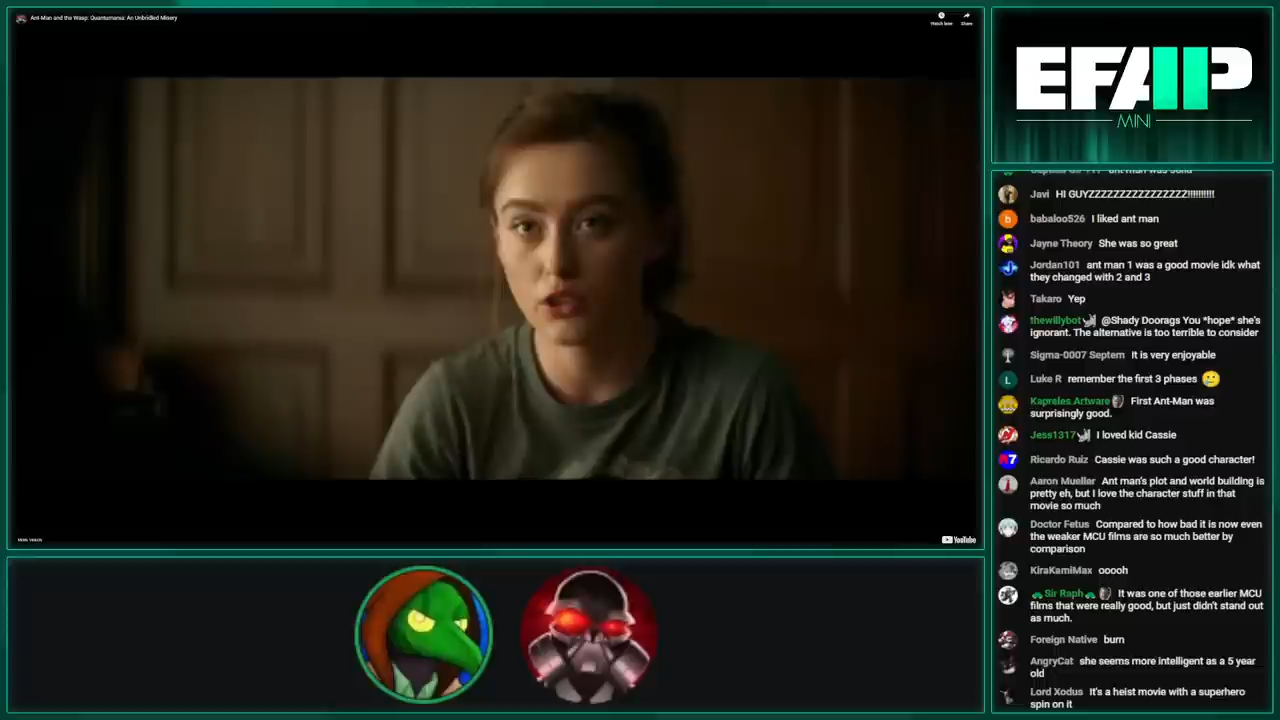 Ant-Man and the Wasp: Quantumania: An Unbridled Misery
Watch later
Share
EFAP
MINI
ant man was solid
Javi HI GUYZZZZZZZZZZZZZZZZ!!!!!!!!!!
babaloo526 I liked ant man
Jayne Theory She was so great
Jordan101 ant man 1 was a good movie idk what
they changed with 2 and 3
Takaro Yep
thewillybot @Shady Doorags You *hope* she's
ignorant. The alternative is too terrible to consider
Sigma-0007 Septem It is very enjoyable
L
Luke R remember the first 3 phases
Kapreles Artware First Ant-Man was
surprisingly good.
Jess1317 I loved kid Cassie
Ricardo Ruiz Cassie was such a good character!
Aaron Mueller Ant man's plot and world building is
pretty eh, but I love the character stuff in that
movie so much
Doctor Fetus Compared to how bad it is now even
the weaker MCU films are so much better by
comparison
KiraKamiMax ooooh
Sir Raph It was one of those earlier MCU
films that were really good, but just didn't stand out
as much.
Foreign Native burn
AngryCat she seems more intelligent as a 5 year
old
Lord Xodus It's a heist movie with a superhero
spin on it
MORE VIDEOS
YouTube